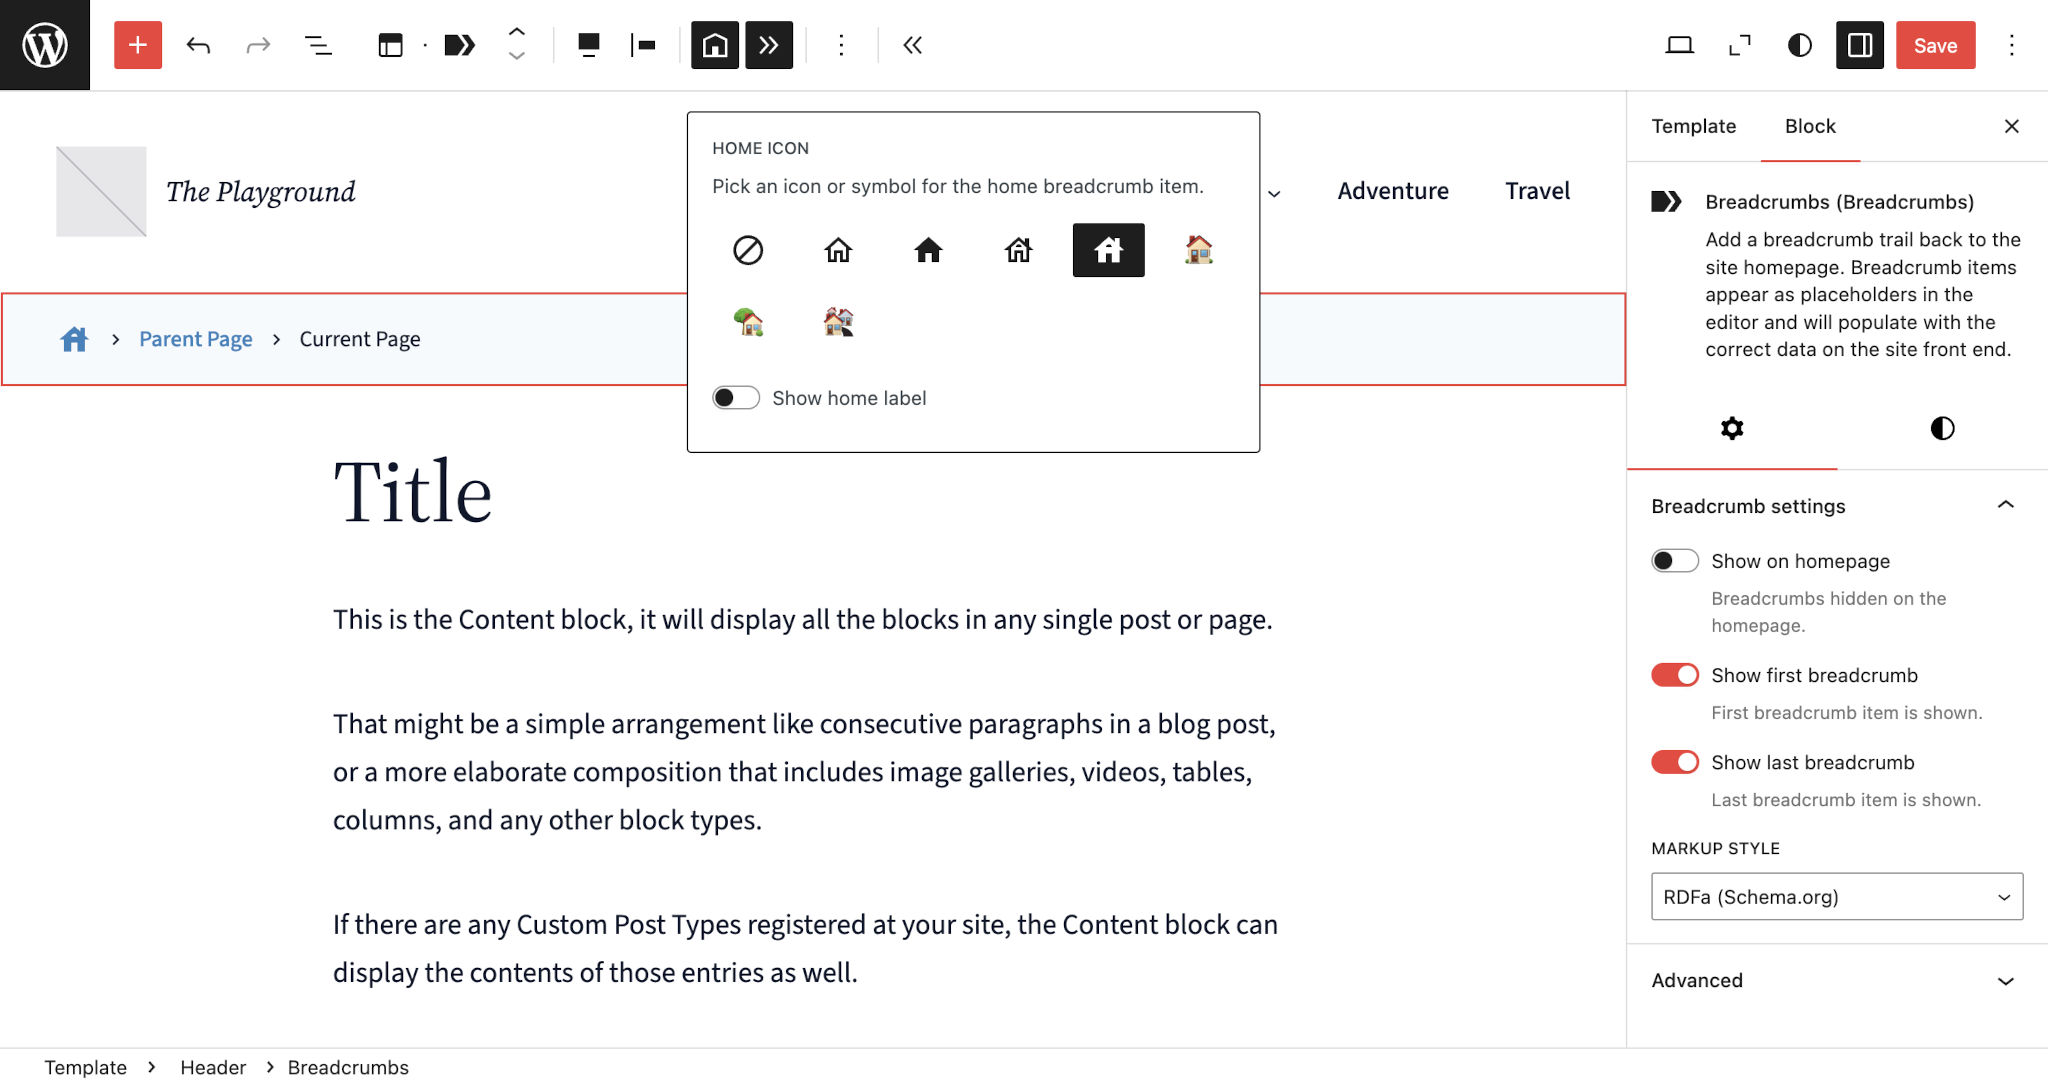 Save
HOME ICON
Pick an icon or symbol for the home breadcrumb item.
Show home label
The Playground
Adventure
Travel
Parent Page
Current Page
Title
This is the Content block, it will display all the blocks in any single post or page.
That might be a simple arrangement like consecutive paragraphs in a blog post,
or a more elaborate composition that includes image galleries, videos, tables,
columns, and any other block types.
If there are any Custom Post Types registered at your site, the Content block can
display the contents of those entries as well.
Template
Block
Breadcrumbs (Breadcrumbs)
Add a breadcrumb trail back to the
site homepage. Breadcrumb items
appear as placeholders in the
editor and will populate with the
correct data on the site front end.
Breadcrumb settings
Show on homepage
Breadcrumbs hidden on the
homepage.
Show first breadcrumb
First breadcrumb item is shown.
Show last breadcrumb
Last breadcrumb item is shown.
MARKUP STYLE
RDFa (Schema.org)
Advanced
Template
Header
Breadcrumbs